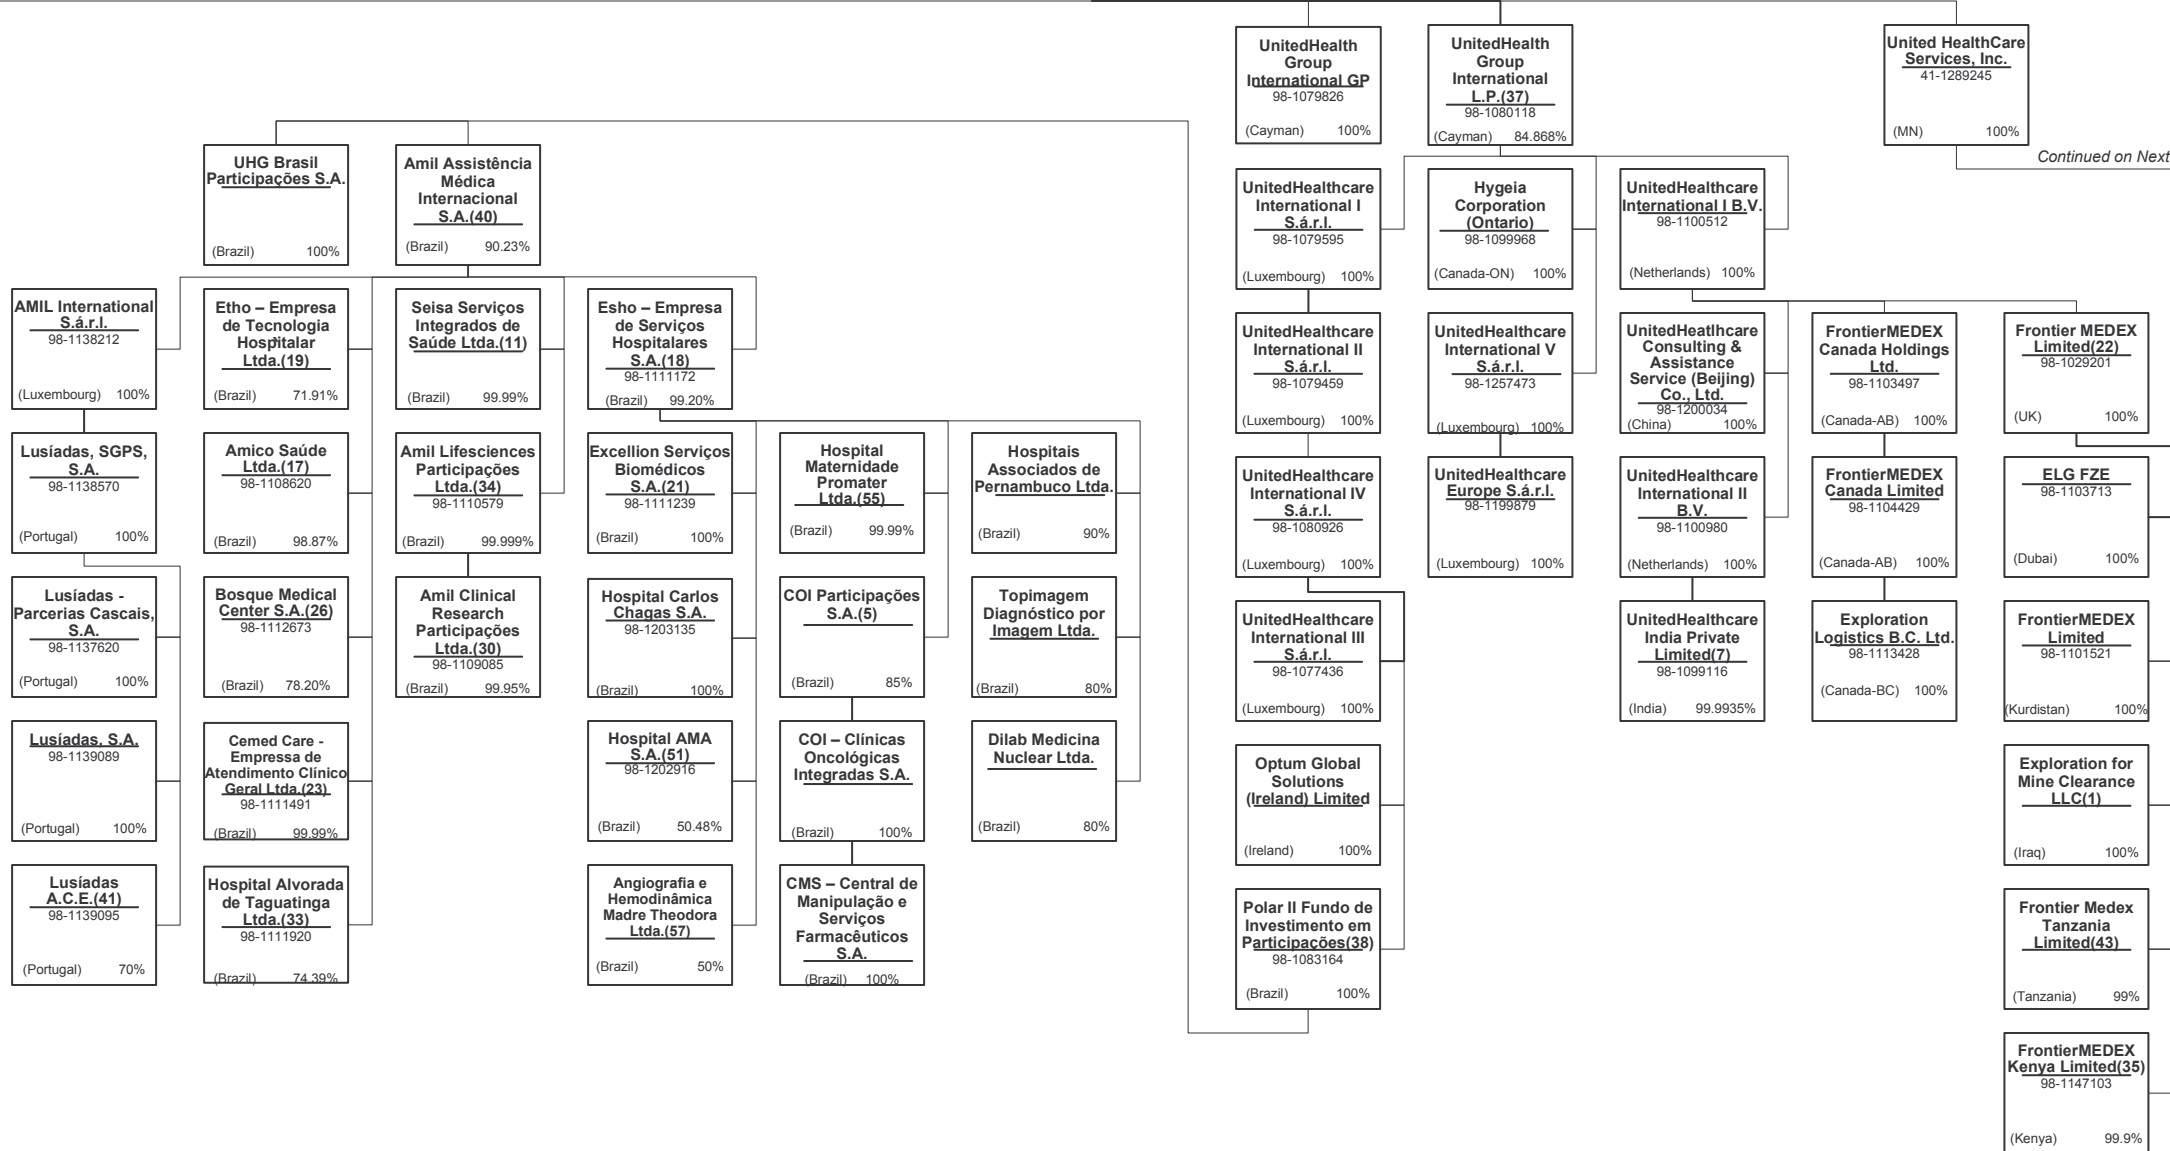 UnitedHealth
Group
International GP
98-1079826
(Cayman) 100%
UnitedHealth
Group
International
L.P.(37)
98-1080118
(Cayman) 84.868%
United HealthCare
Services, Inc.
41-1289245
(MN) 100%
Continued on Next
UHG Brasil
Participações S.A.
(Brazil) 100%
Amil Assistência
Médica
Internacional
S.A.(40)
(Brazil) 90.23%
UnitedHealthcare
International I
S.á.r.l.
98-1079595
(Luxembourg) 100%
Hygeia
Corporation
(Ontario)
98-1099968
(Canada-ON) 100%
UnitedHealthcare
International I B.V.
98-1100512
(Netherlands) 100%
AMIL International
S.á.r.l.
98-1138212
(Luxembourg) 100%
Etho – Empresa
de Tecnologia
Hospitalar
Ltda.(19)
(Brazil) 71.91%
Seisa Serviços
Integrados de
Saúde Ltda.(11)
(Brazil) 99.99%
Esho – Empresa
de Serviços
Hospitalares
S.A.(18)
98-1111172
(Brazil) 99.20%
UnitedHealthcare
International II
S.á.r.l.
98-1079459
(Luxembourg) 100%
UnitedHealthcare
International V
S.á.r.l.
98-1257473
(Luxembourg) 100%
UnitedHeatlhcare
Consulting &
Assistance
Service (Beijing)
Co., Ltd.
98-1200034
(China) 100%
FrontierMEDEX
Canada Holdings
Ltd.
98-1103497
(Canada-AB) 100%
Frontier MEDEX
Limited(22)
98-1029201
(UK) 100%
Lusíadas, SGPS,
S.A.
98-1138570
(Portugal) 100%
Amico Saúde
Ltda.(17)
98-1108620
(Brazil) 98.87%
Amil Lifesciences
Participações
Ltda.(34)
98-1110579
(Brazil) 99.999%
Excellion Serviços
Biomédicos
S.A.(21)
98-1111239
(Brazil) 100%
Hospital
Maternidade
Promater
Ltda.(55)
(Brazil) 99.99%
Hospitais
Associados de
Pernambuco Ltda.
(Brazil) 90%
UnitedHealthcare
International IV
S.á.r.l.
98-1080926
(Luxembourg) 100%
UnitedHealthcare
Europe S.á.r.l.
98-1199879
(Luxembourg) 100%
UnitedHealthcare
International II
B.V.
98-1100980
(Netherlands) 100%
FrontierMEDEX
Canada Limited
98-1104429
(Canada-AB) 100%
ELG FZE
98-1103713
(Dubai) 100%
Lusíadas -
Parcerias Cascais,
S.A.
98-1137620
(Portugal) 100%
Bosque Medical
Center S.A.(26)
98-1112673
(Brazil) 78.20%
Amil Clinical
Research
Participações
Ltda.(30)
98-1109085
(Brazil) 99.95%
Hospital Carlos
Chagas S.A.
98-1203135
(Brazil) 100%
COI Participações
S.A.(5)
(Brazil) 85%
Topimagem
Diagnóstico por
Imagem Ltda.
(Brazil) 80%
UnitedHealthcare
International III
S.á.r.l.
98-1077436
(Luxembourg) 100%
UnitedHealthcare
India Private
Limited(7)
98-1099116
(India) 99.9935%
Exploration
Logistics B.C. Ltd.
98-1113428
(Canada-BC) 100%
FrontierMEDEX
Limited
98-1101521
(Kurdistan) 100%
Lusíadas, S.A.
98-1139089
(Portugal) 100%
Cemed Care -
Empressa de
Atendimento Clínico
Geral Ltda.(23)
98-1111491
(Brazil) 99.99%
Hospital AMA
S.A.(51)
98-1202916
(Brazil) 50.48%
COI – Clínicas
Oncológicas
Integradas S.A.
(Brazil) 100%
Dilab Medicina
Nuclear Ltda.
(Brazil) 80%
Optum Global
Solutions
(Ireland) Limited
(Ireland) 100%
Exploration for
Mine Clearance
LLC(1)
(Iraq) 100%
Lusíadas
A.C.E.(41)
98-1139095
(Portugal) 70%
Hospital Alvorada
de Taguatinga
Ltda.(33)
98-1111920
(Brazil) 74.39%
Angiografia e
Hemodinâmica
Madre Theodora
Ltda.(57)
(Brazil) 50%
CMS – Central de
Manipulação e
Serviços
Farmacêuticos
S.A.
(Brazil) 100%
Polar II Fundo de
Investimento em
Participações(38)
98-1083164
(Brazil) 100%
Frontier Medex
Tanzania
Limited(43)
(Tanzania) 99%
FrontierMEDEX
Kenya Limited(35)
98-1147103
(Kenya) 99.9%